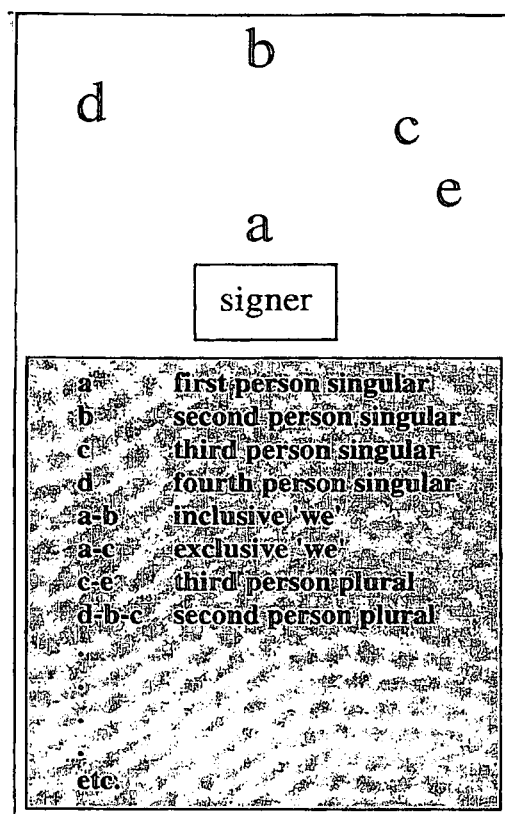 b
d
c
e
a
signer
a first person singular
b second person singular
c third person singular
d fourth person singular
a-b inclusive 'we'
a-c exclusive 'we'
c-e third person plural
d-b-c second person plural
.
.
.
.
.
etc.